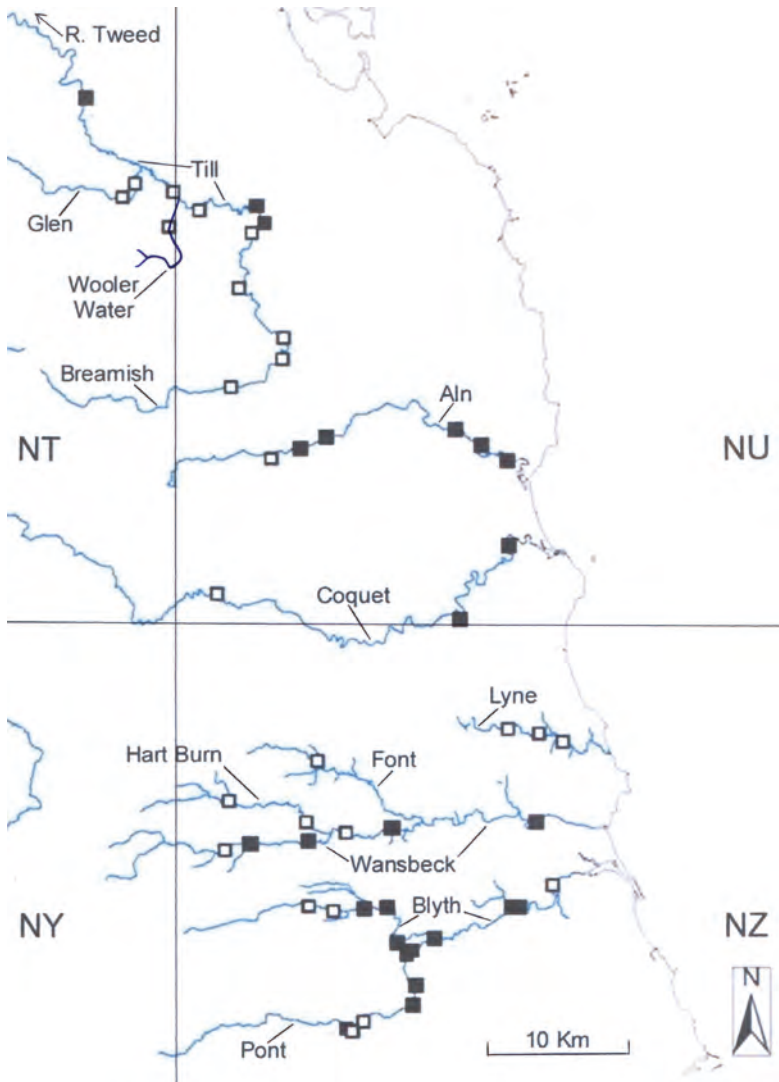 R. Tweed
Till
Glen
Wooler
Water
Breamish
Aln
NT
NU
Coquet
Lyne
Hart Burn
Font
Wansbeck
NY
Blyth
NZ
N
Pont
10 Km